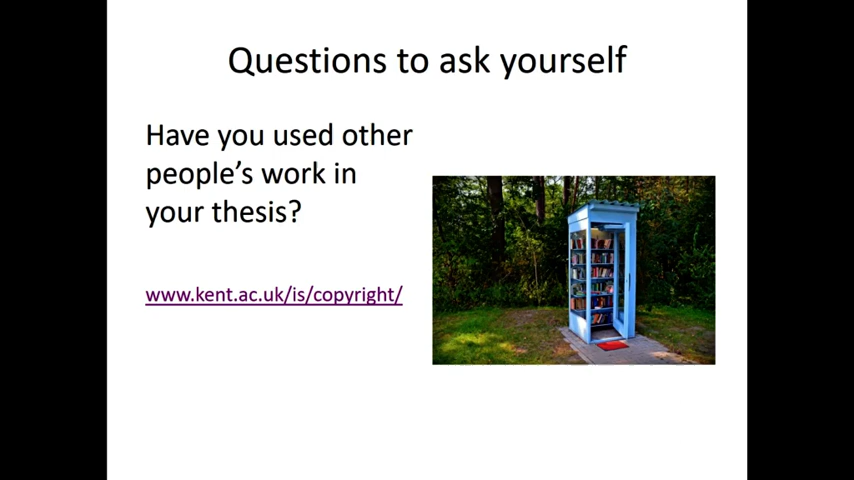 Questions to ask yourself
Have you used other
people’s work in
your thesis?
www.kent.ac.uk/is/copyright/